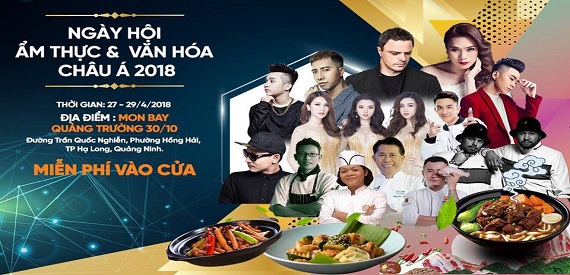 NGÀY HỘI
ẨM THỰC & VĂN HÓA
CHÂU Á 2018
THỜI GIAN: 27 - 29/4/2018
ĐỊA ĐIỂM : MON BAY
QUẢNG TRƯỜNG 30/10
Đường Trần Quốc Nghiễn, Phường Hồng Hải,
TP Hạ Long, Quảng Ninh.
MIỄN PHÍ VÀO CỬA